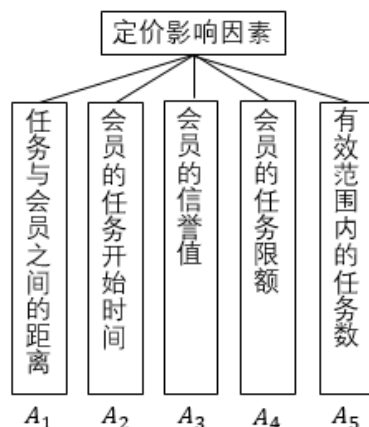 定价影响因素
任务与会员之间的距离
会员的任务开始时间
会员的信誉值
会员的任务限额
有效范围内的任务数
A₁
A₂
A₃
A₄
A₅